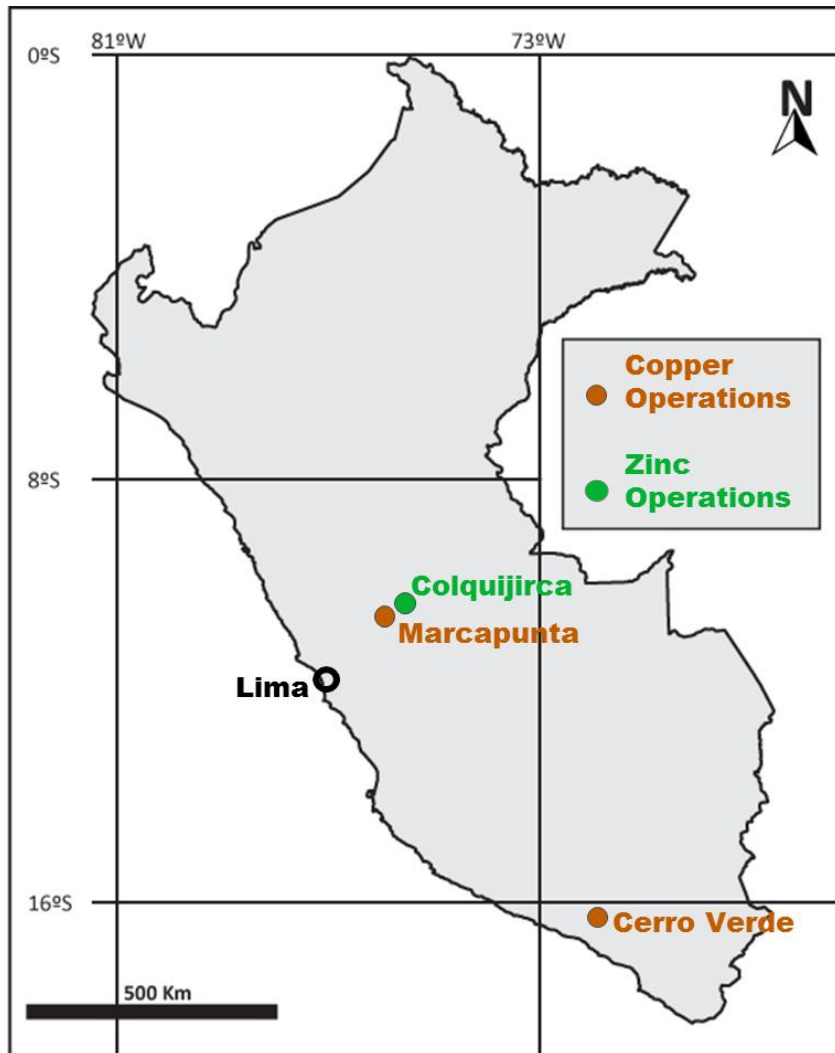 81ºW
73ºW
0ºS
N
Copper
Operations
8ºS
Zinc
Operations
Colquijirca
Marcapunta
Lima
16ºS
Cerro Verde
500 Km